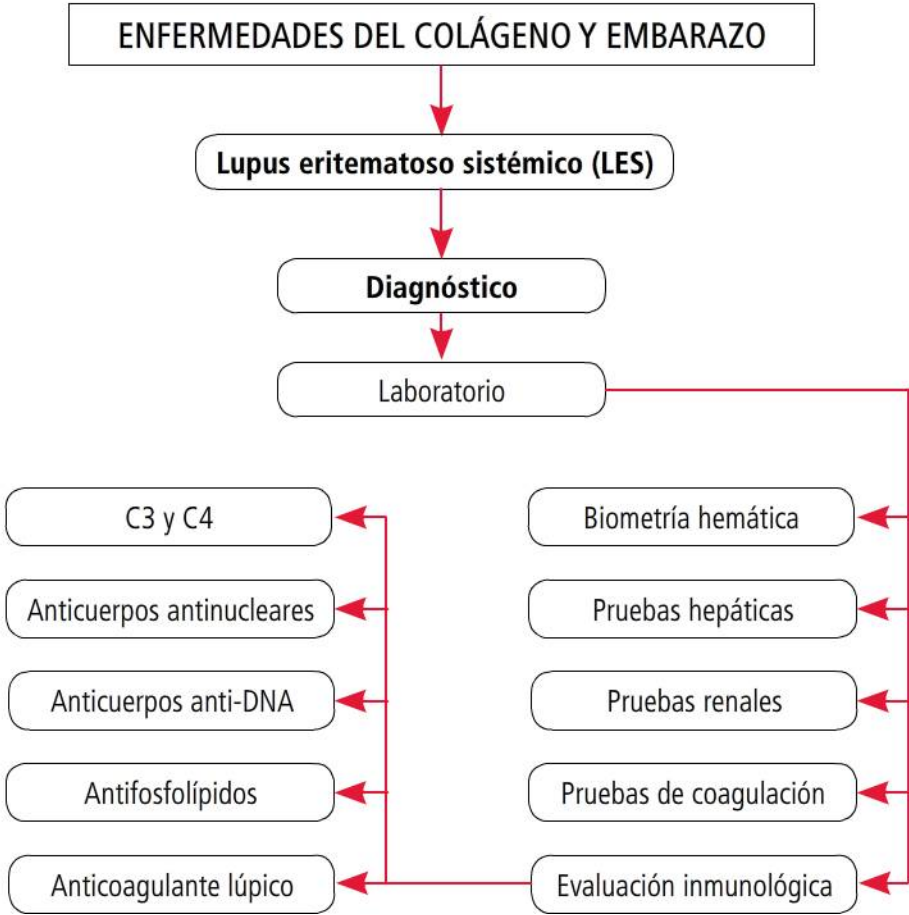 ENFERMEDADES DEL COLÁGENO Y EMBARAZO
Lupus eritematoso sistémico (LES)
Diagnóstico
Laboratorio
C3 y C4
Biometría hemática
Anticuerpos antinucleares
Pruebas hepáticas
Anticuerpos anti-DNA
Pruebas renales
Antifosfolípidos
Pruebas de coagulación
Anticoagulante lúpico
Evaluación inmunológica